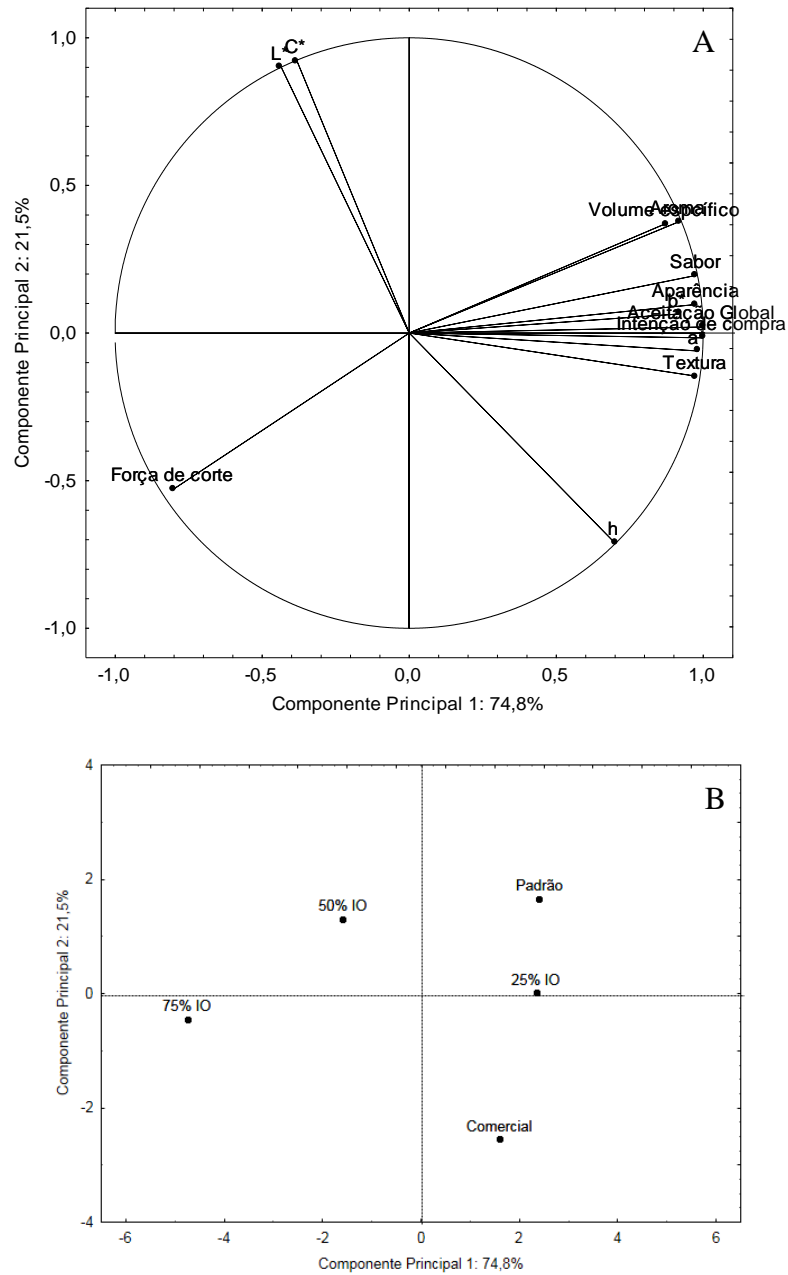 A
1,0
0,5
0,0
-0,5
-1,0
Componente Principal 2: 21,5%
L*
C*
Aroma
Volume espcífico
Sabor
Aparência
b*
Aceitação Global
Intenção de compra
a*
Textura
Força de corte
h
-1,0
-0,5
0,0
0,5
1,0
Componente Principal 1: 74,8%
B
4
2
0
-2
-4
Componente Principal 2: 21,5%
Padrão
50% IO
25% IO
75% IO
Comercial
-6
-4
-2
0
2
4
6
Componente Principal 1: 74,8%